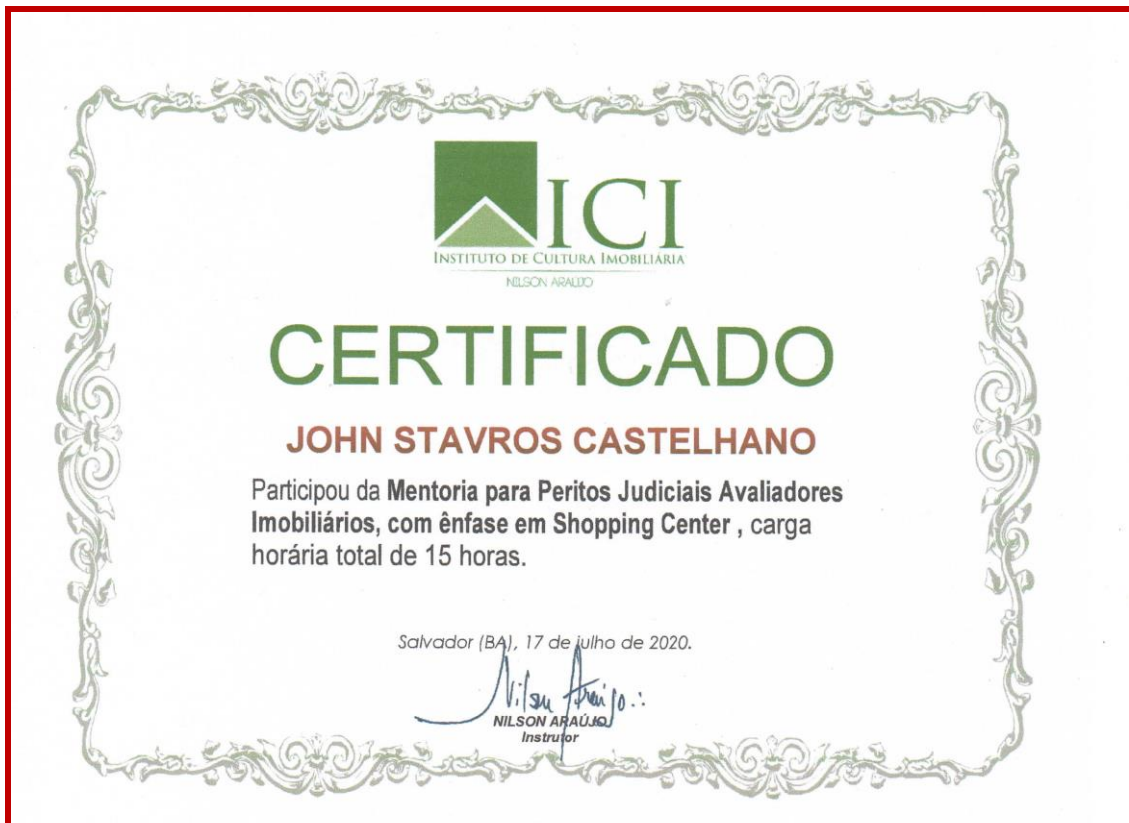 ICI
INSTITUTO DE CULTURA IMOBILIÁRIA
NILSON ARAÚJO
CERTIFICADO
JOHN STAVROS CASTELHANO
Participou da Mentoria para Peritos Judiciais Avaliadores
Imobiliários, com ênfase em Shopping Center , carga
horária total de 15 horas.
Salvador (BA), 17 de julho de 2020.
Nilson Araújo.:
NILSON ARAÚJO
Instrutor